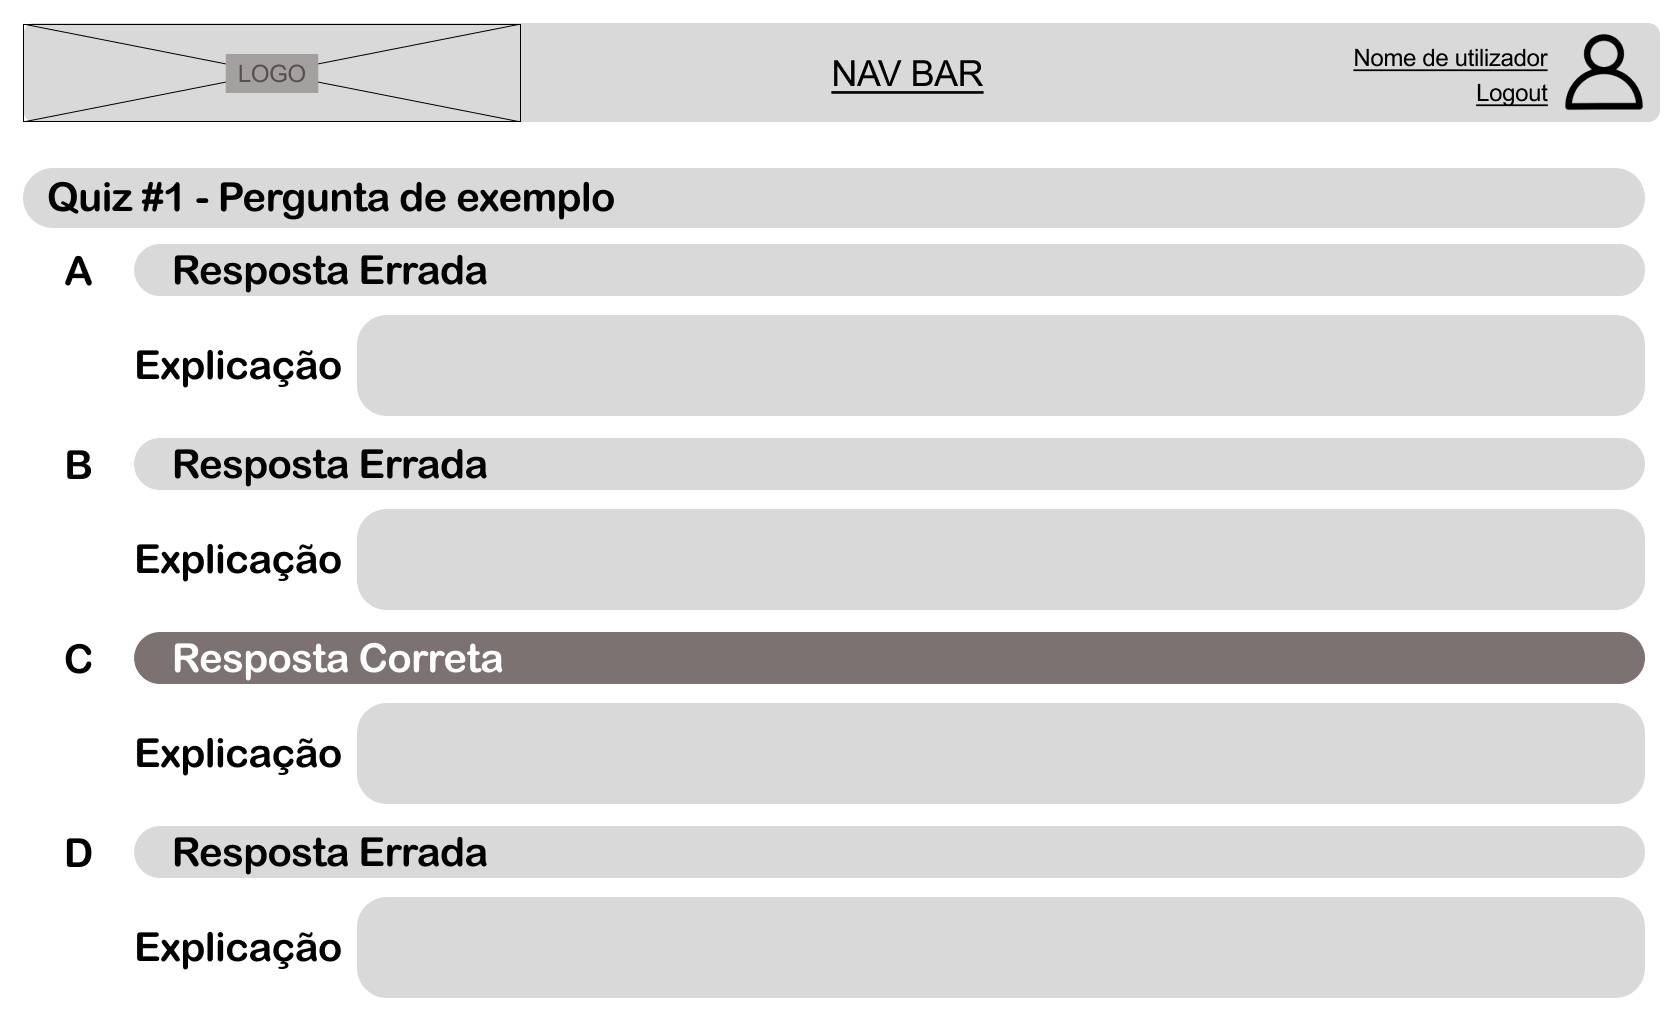 LOGO
NAV BAR
Nome de utilizador
Logout
Quiz #1 - Pergunta de exemplo
A
Resposta Errada
Explicação
B
Resposta Errada
Explicação
C
Resposta Correta
Explicação
D
Resposta Errada
Explicação